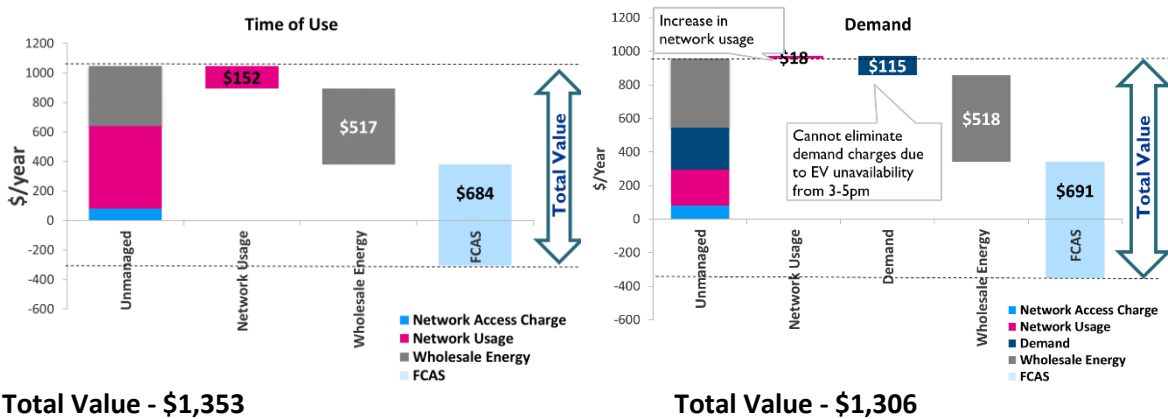 Time of Use
$/year
1200
1000
800
600
400
200
0
-200
-400
-600
$152
$517
$684
Total Value
Unmanaged
Network Usage
Wholesale Energy
FCAS
Network Access Charge
Network Usage
Wholesale Energy
FCAS
Total Value - $1,353
Demand
$/Year
$/year
1200
1000
800
600
400
200
0
-200
-400
-600
Increase in
network usage
$18
$115
Cannot eliminate
demand charges due
to EV unavailability
from 3-5pm
$518
$691
Total Value
Unmanaged
Network Usage
Demand
Wholesale Energy
FCAS
Network Access Charge
Network Usage
Demand
Wholesale Energy
FCAS
Total Value - $1,306